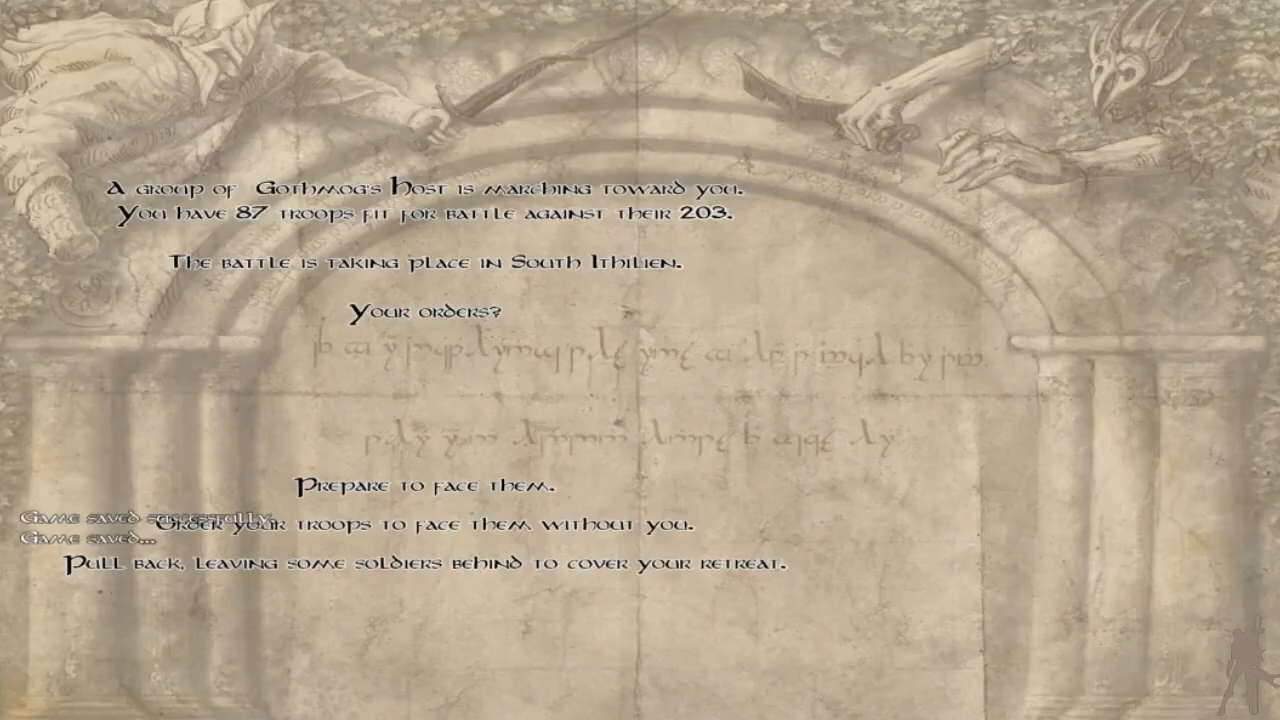 A group of Gothmog's Host is marching toward you.
You have 87 troops fit for battle against their 203.
The battle is taking place in South Ithilien.
Your orders?
Prepare to face them.
Game saved successfully.
Order your troops to face them without you.
Game saved...
Pull back, leaving some soldiers behind to cover your retreat.